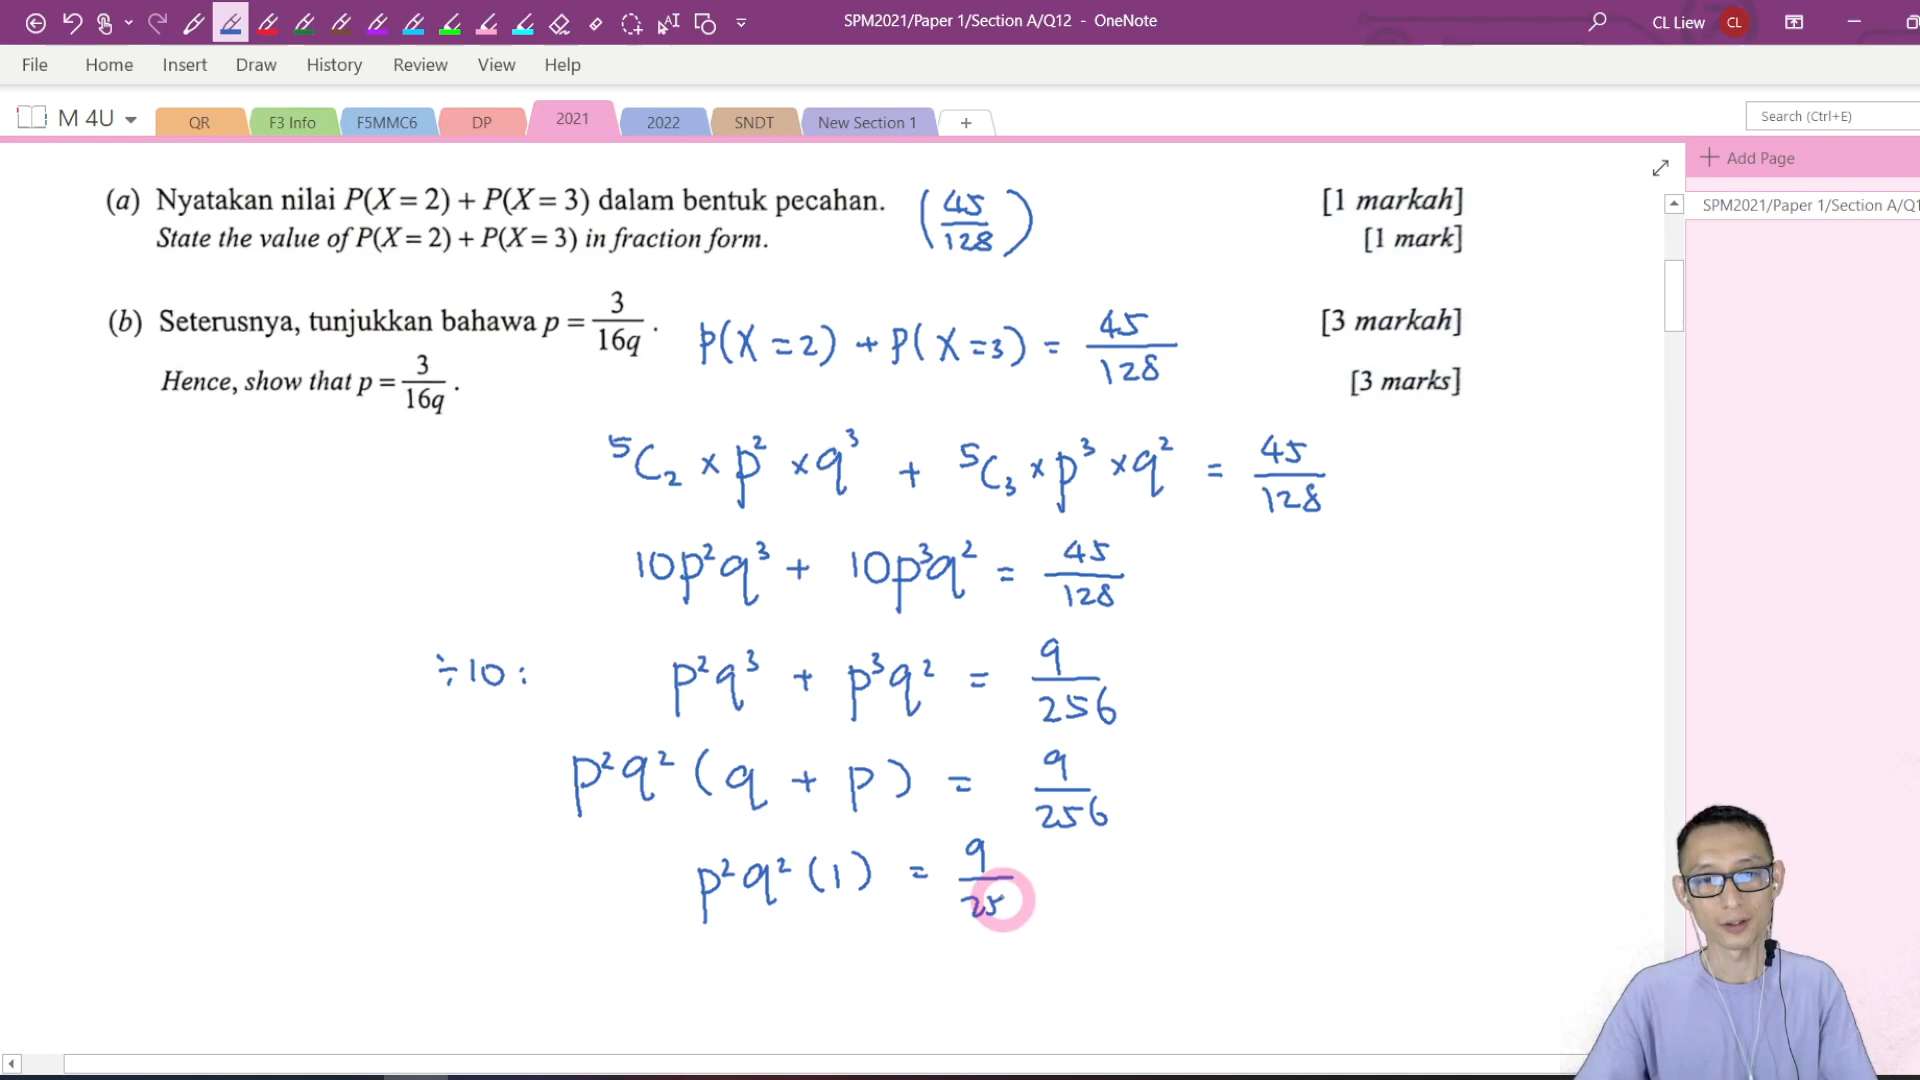 SPM2021/Paper 1/Section A/Q12 - OneNote
CL Liew CL
File Home Insert Draw History Review View Help
M 4U QR F3 Info F5MMC6 DP 2021 2022 SNDT New Section 1 +
Search (Ctrl+E)
Add Page
SPM2021/Paper 1/Section A/Q1
(a) Nyatakan nilai P(X = 2) + P(X = 3) dalam bentuk pecahan. (45/128) [1 markah]
State the value of P(X = 2) + P(X = 3) in fraction form. [1 mark]
(b) Seterusnya, tunjukkan bahawa p = 3/16q . [3 markah]
Hence, show that p = 3/16q . [3 marks]
P(X = 2) + P(X = 3) = 45/128
⁵C₂ × p² × q³ + ⁵C₃ × p³ × q² = 45/128
10p²q³ + 10p³q² = 45/128
÷10 : p²q³ + p³q² = 9/256
p²q² (q + p) = 9/256
p²q² (1) = 9/25